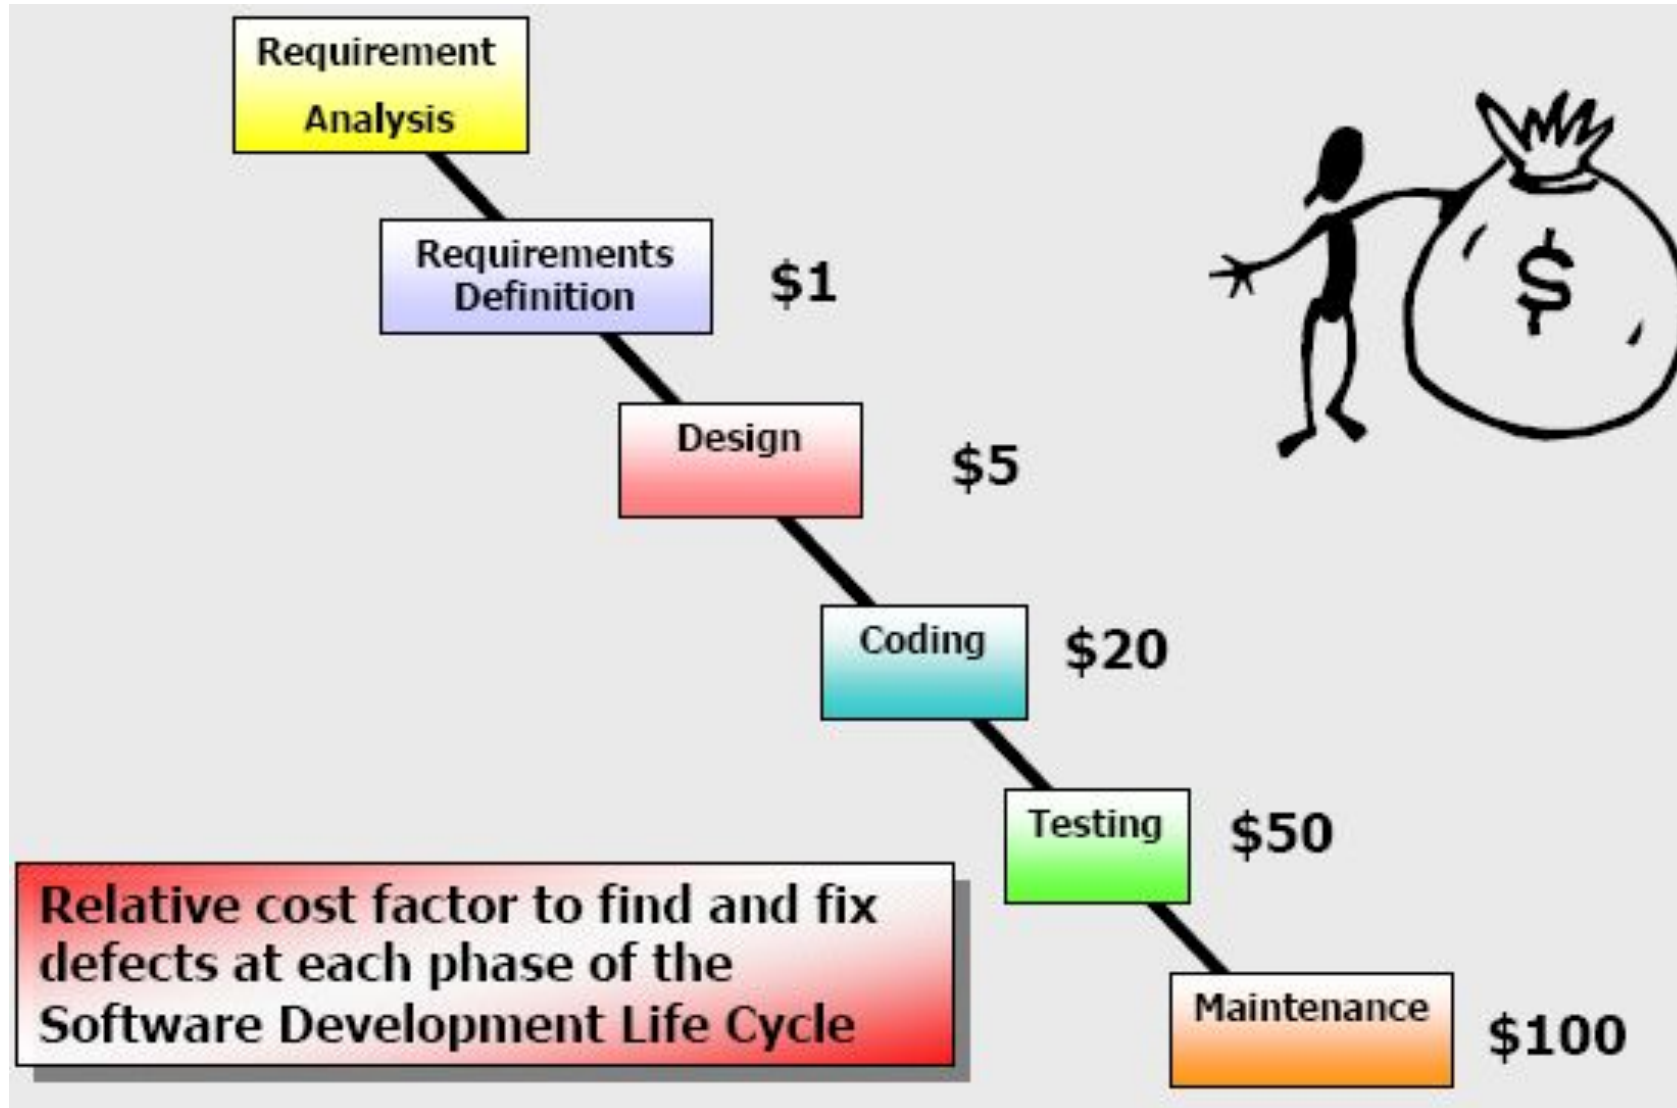 Requirement
Analysis
Requirements
Definition
$1
Design
$5
Coding
$20
Testing
$50
Maintenance
$100
Relative cost factor to find and fix
defects at each phase of the
Software Development Life Cycle
$